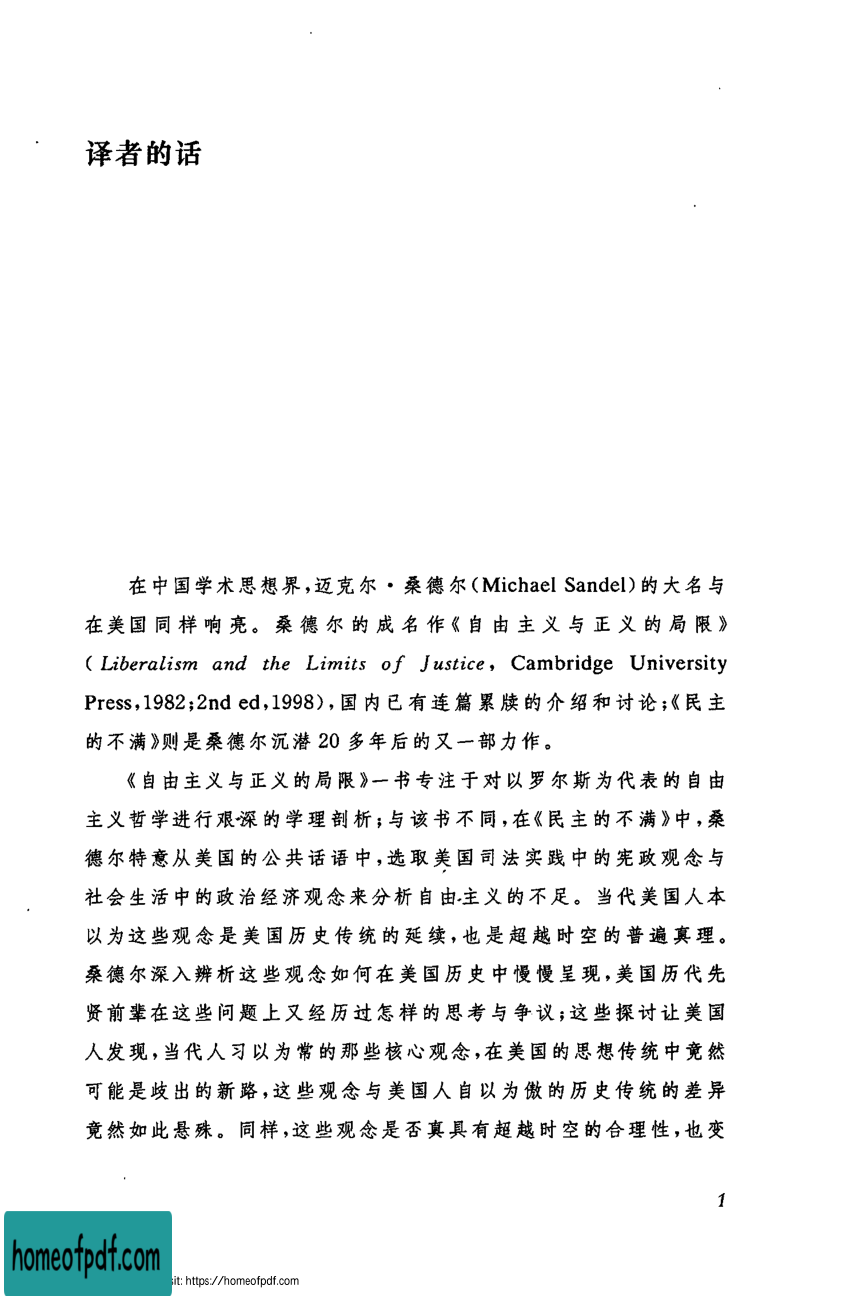 译者的话
在中国学术思想界,迈克尔·桑德尔(Michael Sandel)的大名与
在美国同样响亮。桑德尔的成名作《自由主义与正义的局限》
(Liberalism and the Limits of Justice, Cambridge University
Press,1982;2nd ed,1998),国内已有连篇累牍的介绍和讨论;《民主
的不满》则是桑德尔沉潜 20 多年后的又一部力作。
《自由主义与正义的局限》一书专注于对以罗尔斯为代表的自由
主义哲学进行艰深的学理剖析;与该书不同,在《民主的不满》中,桑
德尔特意从美国的公共话语中,选取美国司法实践中的宪政观念与
社会生活中的政治经济观念来分析自由主义的不足。当代美国人本
以为这些观念是美国历史传统的延续,也是超越时空的普遍真理。
桑德尔深入辨析这些观念如何在美国历史中慢慢呈现,美国历代先
贤前辈在这些问题上又经历过怎样的思考与争议;这些探讨让美国
人发现,当代人习以为常的那些核心观念,在美国的思想传统中竟然
可能是歧出的新路,这些观念与美国人自以为傲的历史传统的差异
竟然如此悬殊。同样,这些观念是否真具有超越时空的合理性,也变
1
homeofpdf.com
sit: https://homeofpdf.com